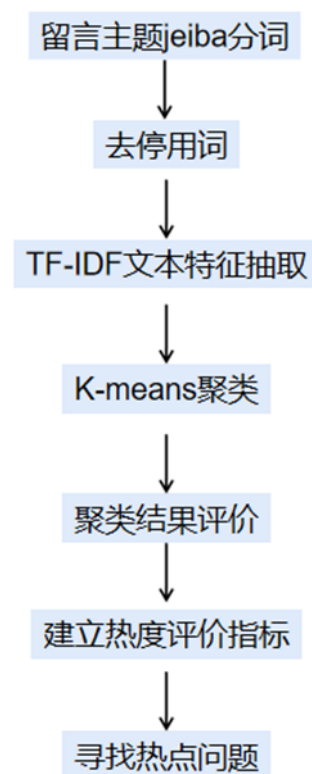 留言主题jeiba分词
去停用词
TF-IDF文本特征抽取
K-means聚类
聚类结果评价
建立热度评价指标
寻找热点问题